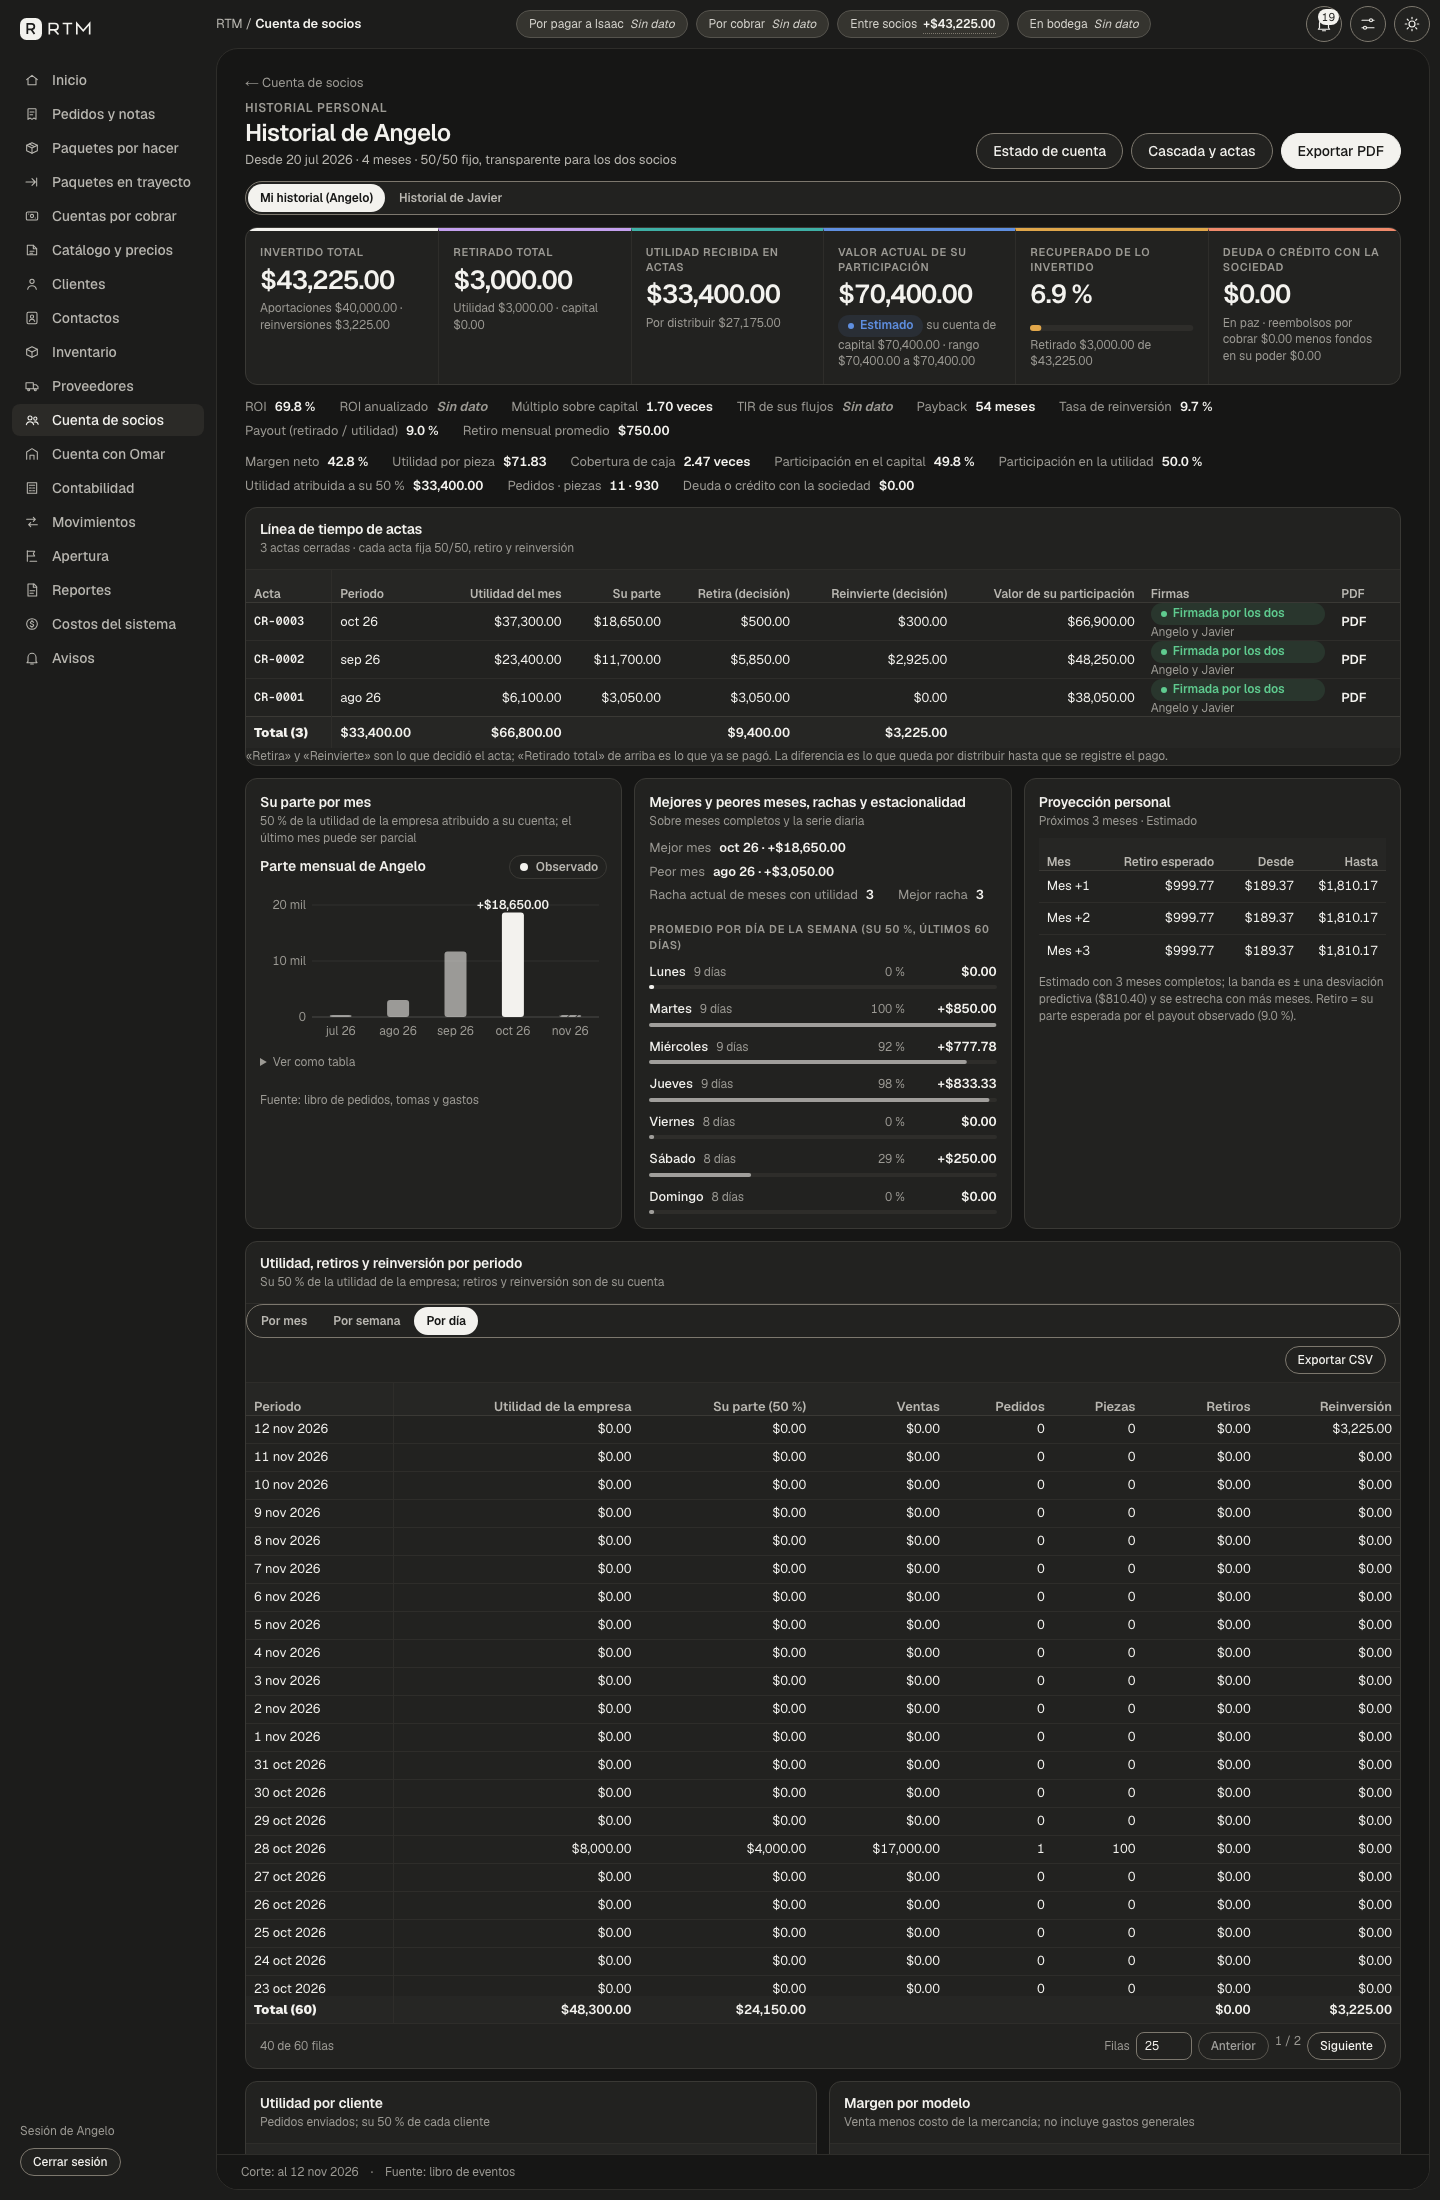 RTM
RTM / Cuenta de socios
Por pagar a Isaac Sin dato
Por cobrar Sin dato
Entre socios +$43,225.00
En bodega Sin dato
19
Inicio
Pedidos y notas
Paquetes por hacer
Paquetes en trayecto
Cuentas por cobrar
Catálogo y precios
Clientes
Contactos
Inventario
Proveedores
Cuenta de socios
Cuenta con Omar
Contabilidad
Movimientos
Apertura
Reportes
Costos del sistema
Avisos
Sesión de Angelo
Cerrar sesión
← Cuenta de socios
HISTORIAL PERSONAL
Historial de Angelo
Desde 20 jul 2026 · 4 meses · 50/50 fijo, transparente para los dos socios
Estado de cuenta
Cascada y actas
Exportar PDF
Mi historial (Angelo) Historial de Javier
INVERTIDO TOTAL
$43,225.00
Aportaciones $40,000.00 ·
reinversiones $3,225.00
RETIRADO TOTAL
$3,000.00
Utilidad $3,000.00 · capital
$0.00
UTILIDAD RECIBIDA EN
ACTAS
$33,400.00
Por distribuir $27,175.00
VALOR ACTUAL DE SU
PARTICIPACIÓN
$70,400.00
Estimado su cuenta de
capital $70,400.00 · rango
$70,400.00 a $70,400.00
RECUPERADO DE LO
INVERTIDO
6.9 %
Retirado $3,000.00 de
$43,225.00
DEUDA O CRÉDITO CON LA
SOCIEDAD
$0.00
En paz · reembolsos por
cobrar $0.00 menos fondos
en su poder $0.00
ROI 69.8 % ROI anualizado Sin dato Múltiplo sobre capital 1.70 veces TIR de sus flujos Sin dato Payback 54 meses Tasa de reinversión 9.7 %
Payout (retirado / utilidad) 9.0 % Retiro mensual promedio $750.00
Margen neto 42.8 % Utilidad por pieza $71.83 Cobertura de caja 2.47 veces Participación en el capital 49.8 % Participación en la utilidad 50.0 %
Utilidad atribuida a su 50 % $33,400.00 Pedidos · piezas 11 · 930 Deuda o crédito con la sociedad $0.00
Línea de tiempo de actas
3 actas cerradas · cada acta fija 50/50, retiro y reinversión
Acta Periodo Utilidad del mes Su parte Retira (decisión) Reinvierte (decisión) Valor de su participación Firmas PDF
CR-0003 oct 26 $37,300.00 $18,650.00 $500.00 $300.00 $66,900.00 Firmada por los dos PDF
Angelo y Javier
CR-0002 sep 26 $23,400.00 $11,700.00 $5,850.00 $2,925.00 $48,250.00 Firmada por los dos PDF
Angelo y Javier
CR-0001 ago 26 $6,100.00 $3,050.00 $3,050.00 $0.00 $38,050.00 Firmada por los dos PDF
Angelo y Javier
Total (3) $33,400.00 $66,800.00 $9,400.00 $3,225.00
«Retira» y «Reinvierte» son lo que decidió el acta; «Retirado total» de arriba es lo que ya se pagó. La diferencia es lo que queda por distribuir hasta que se registre el pago.
Su parte por mes
50 % de la utilidad de la empresa atribuido a su cuenta; el
último mes puede ser parcial
Parte mensual de Angelo Observado
+$18,650.00
20 mil
10 mil
0
jul 26 ago 26 sep 26 oct 26 nov 26
▶ Ver como tabla
Fuente: libro de pedidos, tomas y gastos
Mejores y peores meses, rachas y estacionalidad
Sobre meses completos y la serie diaria
Mejor mes oct 26 · +$18,650.00
Peor mes ago 26 · +$3,050.00
Racha actual de meses con utilidad 3 Mejor racha 3
PROMEDIO POR DÍA DE LA SEMANA (SU 50 %, ÚLTIMOS 60
DÍAS)
Lunes 9 días 0 % $0.00
Martes 9 días 100 % +$850.00
Miércoles 9 días 92 % +$777.78
Jueves 9 días 98 % +$833.33
Viernes 8 días 0 % $0.00
Sábado 8 días 29 % +$250.00
Domingo 8 días 0 % $0.00
Proyección personal
Próximos 3 meses · Estimado
Mes Retiro esperado Desde Hasta
Mes +1 $999.77 $189.37 $1,810.17
Mes +2 $999.77 $189.37 $1,810.17
Mes +3 $999.77 $189.37 $1,810.17
Estimado con 3 meses completos; la banda es ± una desviación
predictiva ($810.40) y se estrecha con más meses. Retiro = su
parte esperada por el payout observado (9.0 %).
Utilidad, retiros y reinversión por periodo
Su 50 % de la utilidad de la empresa; retiros y reinversión son de su cuenta
Por mes Por semana Por día
Exportar CSV
Periodo Utilidad de la empresa Su parte (50 %) Ventas Pedidos Piezas Retiros Reinversión
12 nov 2026 $0.00 $0.00 $0.00 0 0 $0.00 $3,225.00
11 nov 2026 $0.00 $0.00 $0.00 0 0 $0.00 $0.00
10 nov 2026 $0.00 $0.00 $0.00 0 0 $0.00 $0.00
9 nov 2026 $0.00 $0.00 $0.00 0 0 $0.00 $0.00
8 nov 2026 $0.00 $0.00 $0.00 0 0 $0.00 $0.00
7 nov 2026 $0.00 $0.00 $0.00 0 0 $0.00 $0.00
6 nov 2026 $0.00 $0.00 $0.00 0 0 $0.00 $0.00
5 nov 2026 $0.00 $0.00 $0.00 0 0 $0.00 $0.00
4 nov 2026 $0.00 $0.00 $0.00 0 0 $0.00 $0.00
3 nov 2026 $0.00 $0.00 $0.00 0 0 $0.00 $0.00
2 nov 2026 $0.00 $0.00 $0.00 0 0 $0.00 $0.00
1 nov 2026 $0.00 $0.00 $0.00 0 0 $0.00 $0.00
31 oct 2026 $0.00 $0.00 $0.00 0 0 $0.00 $0.00
30 oct 2026 $0.00 $0.00 $0.00 0 0 $0.00 $0.00
29 oct 2026 $0.00 $0.00 $0.00 0 0 $0.00 $0.00
28 oct 2026 $8,000.00 $4,000.00 $17,000.00 1 100 $0.00 $0.00
27 oct 2026 $0.00 $0.00 $0.00 0 0 $0.00 $0.00
26 oct 2026 $0.00 $0.00 $0.00 0 0 $0.00 $0.00
25 oct 2026 $0.00 $0.00 $0.00 0 0 $0.00 $0.00
24 oct 2026 $0.00 $0.00 $0.00 0 0 $0.00 $0.00
23 oct 2026 $0.00 $0.00 $0.00 0 0 $0.00 $0.00
Total (60) $48,300.00 $24,150.00 $0.00 $3,225.00
40 de 60 filas Filas 25 Anterior 1 / 2 Siguiente
Utilidad por cliente
Pedidos enviados; su 50 % de cada cliente
Margen por modelo
Venta menos costo de la mercancía; no incluye gastos generales
Corte: al 12 nov 2026 · Fuente: libro de eventos